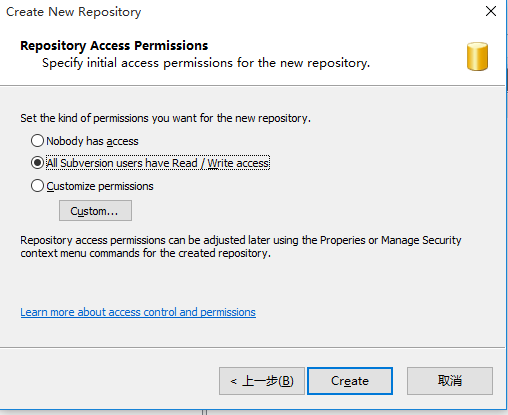 Create New Repository
Repository Access Permissions
Specify initial access permissions for the new repository.
Set the kind of permissions you want for the new repository.
Nobody has access
All Subversion users have Read / Write access
Customize permissions
Custom...
Repository access permissions can be adjusted later using the Properies or Manage Security
context menu commands for the created repository.
Learn more about access control and permissions
< 上一步(B) Create 取消